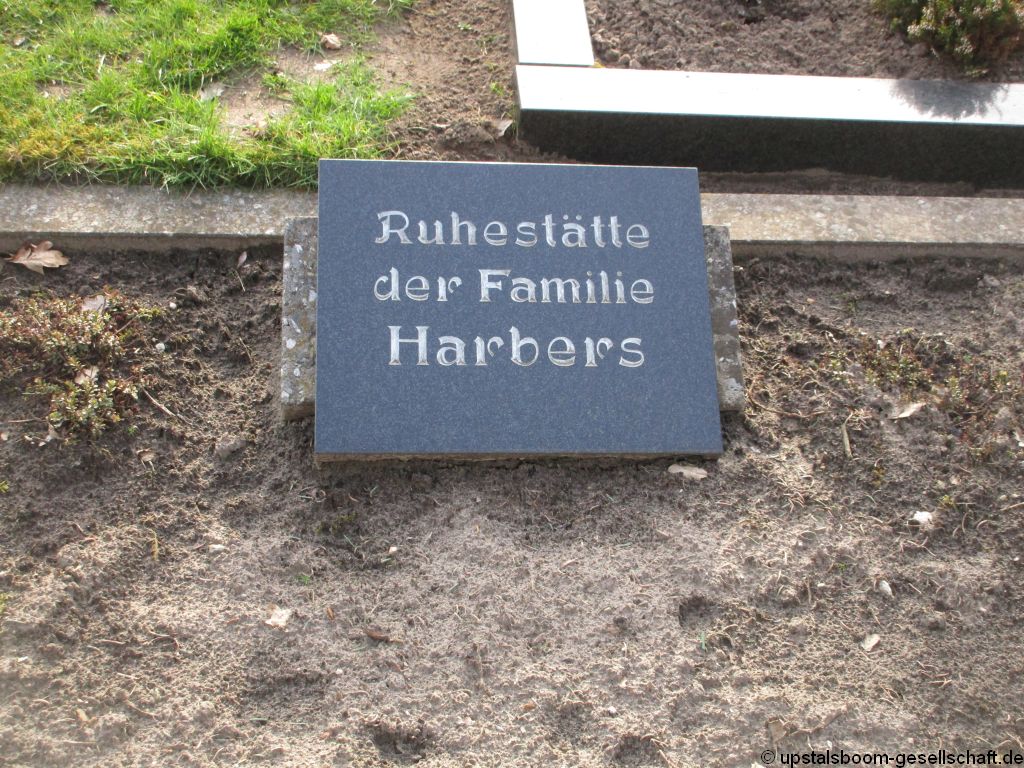 Ruhestätte
der Familie
Harbers
© upstalsboom-gesellschaft.de